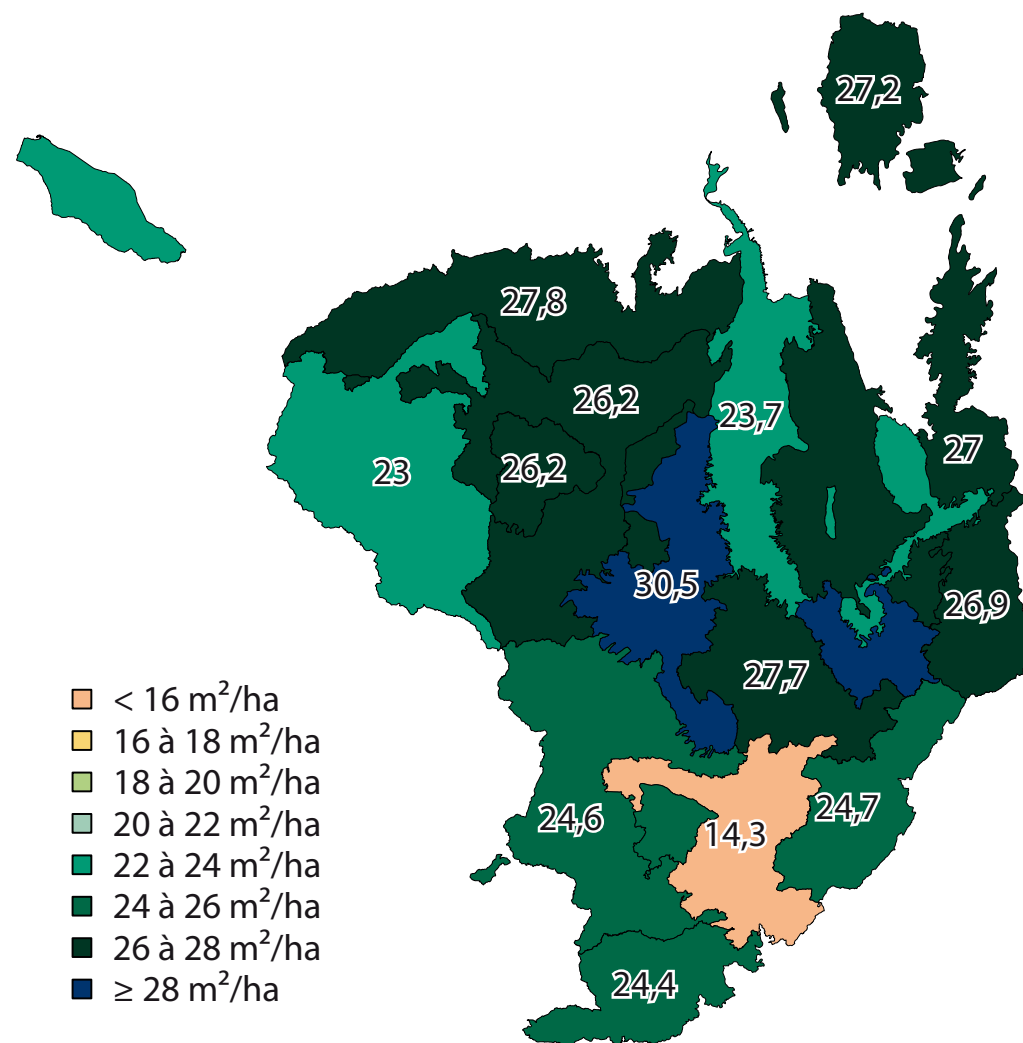 27,2
27,8
26,2
23,7
27
23
26,2
30,5
26,9
27,7
24,6
24,7
14,3
24,4
< 16 m²/ha
16 à 18 m²/ha
18 à 20 m²/ha
20 à 22 m²/ha
22 à 24 m²/ha
24 à 26 m²/ha
26 à 28 m²/ha
≥ 28 m²/ha